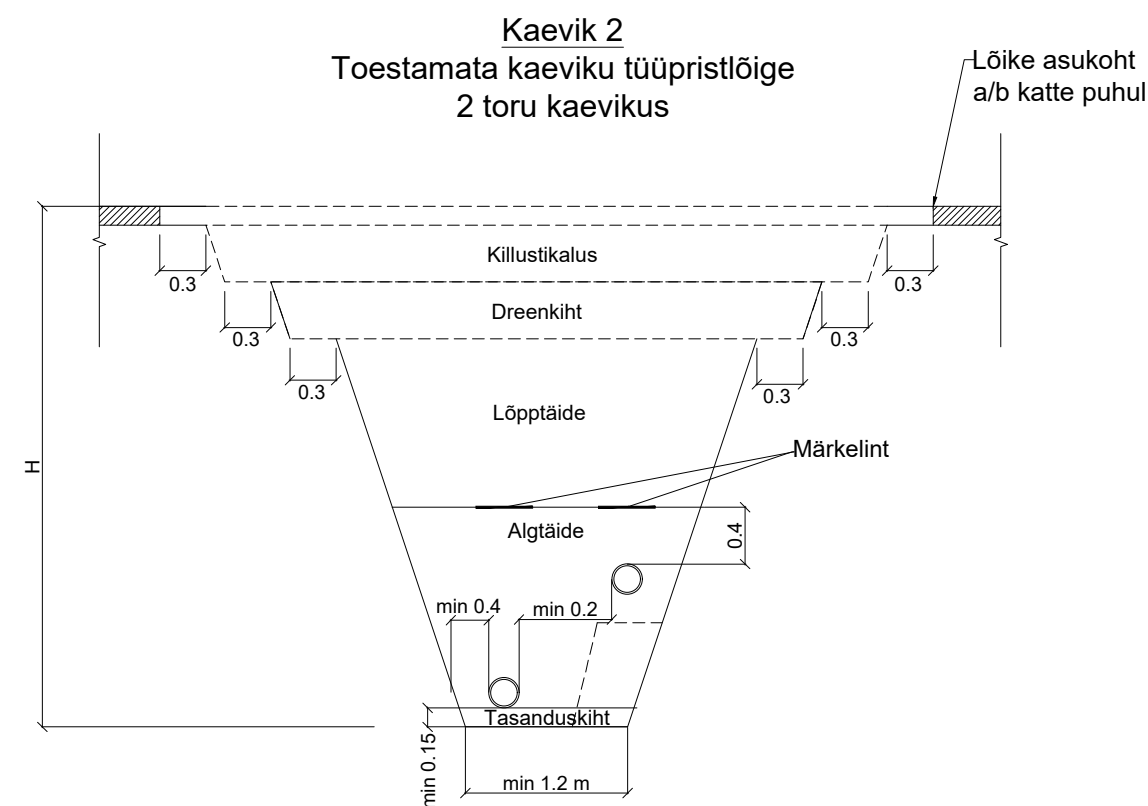 Kaevik 2
Toestamata kaeviku tüüpristlõige
2 toru kaevikus
Lõike asukoht
a/b katte puhul
Killustikalus
0.3
0.3
Dreenkiht
0.3
0.3
0.3
0.3
Lõpptäide
Märkelint
H
Algtäide
0.4
min 0.4
min 0.2
Tasanduskiht
min 0.15
min 1.2 m